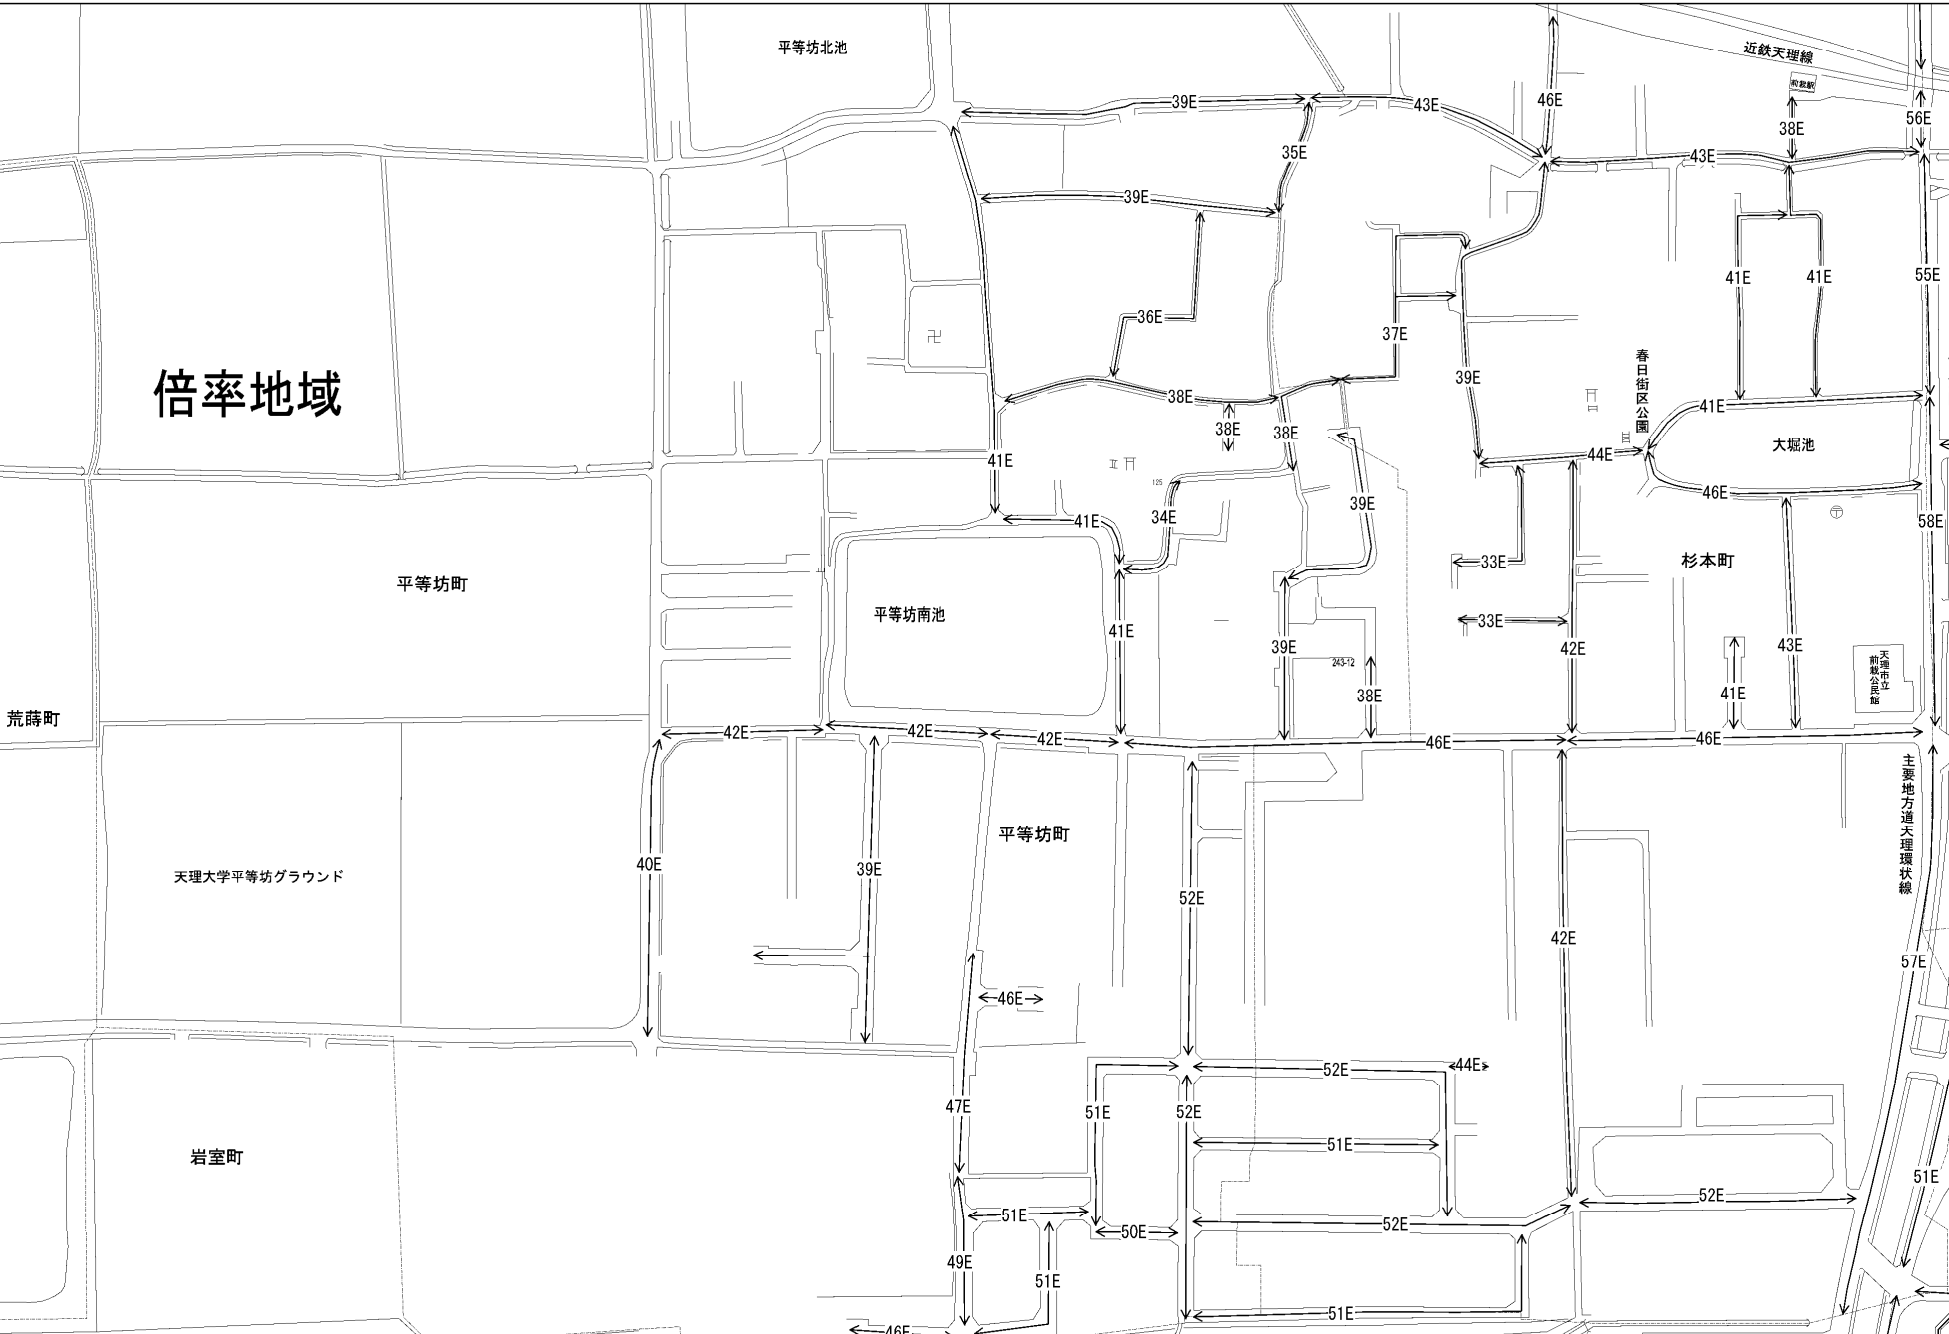 平等坊北池
近鉄天理線
前栽駅
39E
43E
46E
38E
56E
35E
43E
39E
41E
41E
55E
36E
37E
卍
倍率地域
39E
春日街区公園
38E
38E
38E
41E
大堀池
41E
44E
125
46E
39E
34E
41E
58E
〒
33E
杉本町
平等坊町
平等坊南池
33E
41E
39E
42E
43E
243-12
天理市立
前栽公民館
38E
41E
荒蒔町
42E
42E
42E
46E
46E
主要地方道天理環状線
平等坊町
40E
39E
天理大学平等坊グラウンド
52E
42E
57E
46E
52E
44E
47E
51E
52E
51E
岩室町
51E
52E
51E
50E
52E
49E
51E
51E
46E